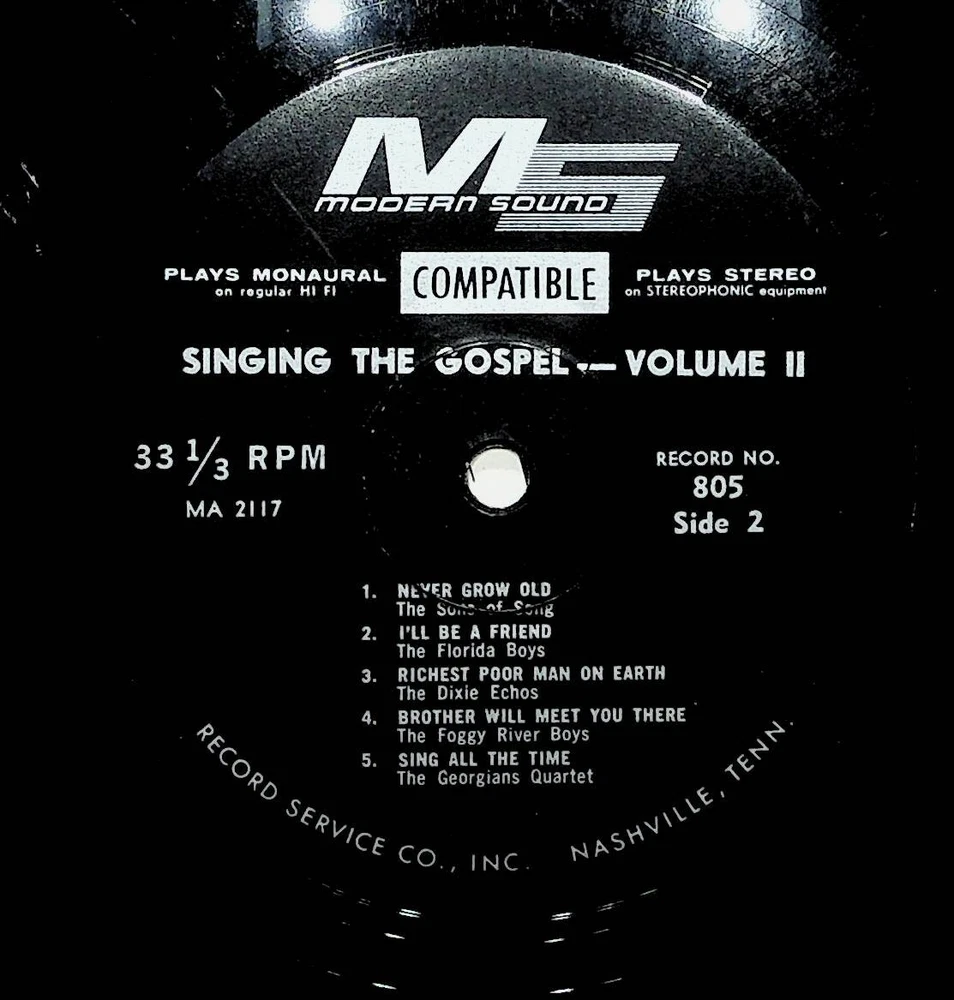 MS
MODERN SOUND
PLAYS MONAURAL
on regular HI FI
COMPATIBLE
PLAYS STEREO
on STEREOPHONIC equipment
SINGING THE GOSPEL — VOLUME II
33 1/3 RPM
MA 2117
RECORD NO.
805
Side 2
1. NEVER GROW OLD
The Sons of Song
2. I'LL BE A FRIEND
The Florida Boys
3. RICHEST POOR MAN ON EARTH
The Dixie Echos
4. BROTHER WILL MEET YOU THERE
The Foggy River Boys
5. SING ALL THE TIME
The Georgians Quartet
RECORD SERVICE CO., INC. NASHVILLE, TENN.